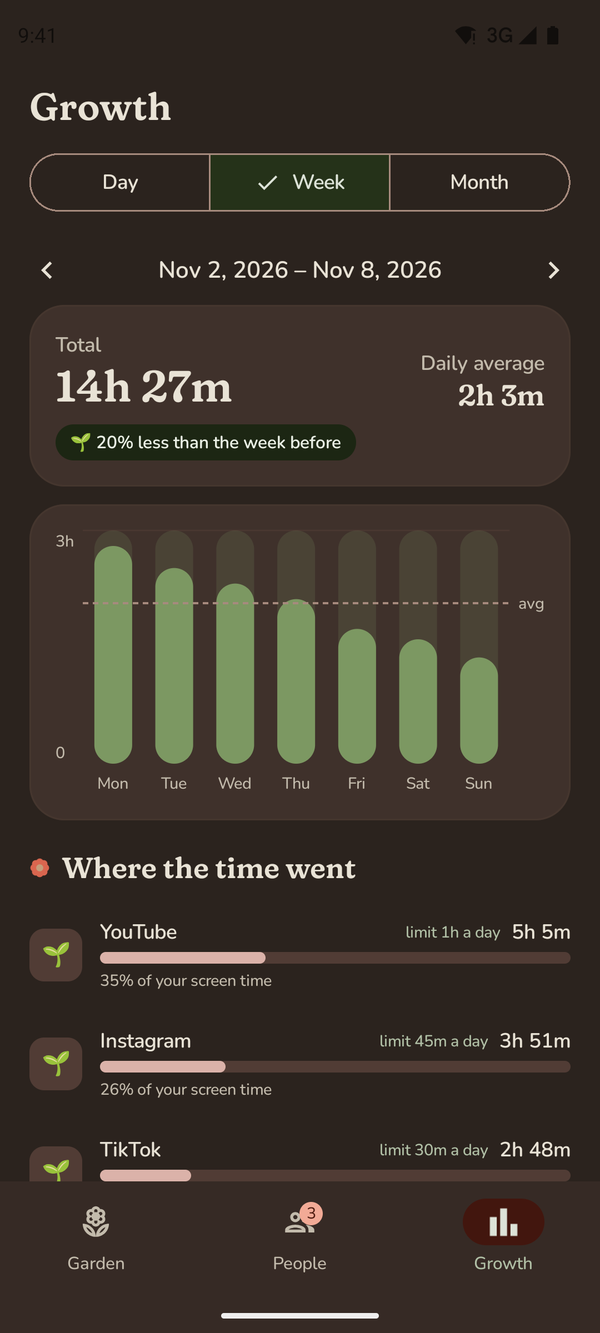 9:41
3G
Growth
Day
Week
Month
Nov 2, 2026 – Nov 8, 2026
Total
14h 27m
Daily average
2h 3m
20% less than the week before
3h
avg
0
Mon Tue Wed Thu Fri Sat Sun
Where the time went
YouTube
limit 1h a day
5h 5m
35% of your screen time
Instagram
limit 45m a day
3h 51m
26% of your screen time
TikTok
limit 30m a day
2h 48m
Garden
3
People
Growth